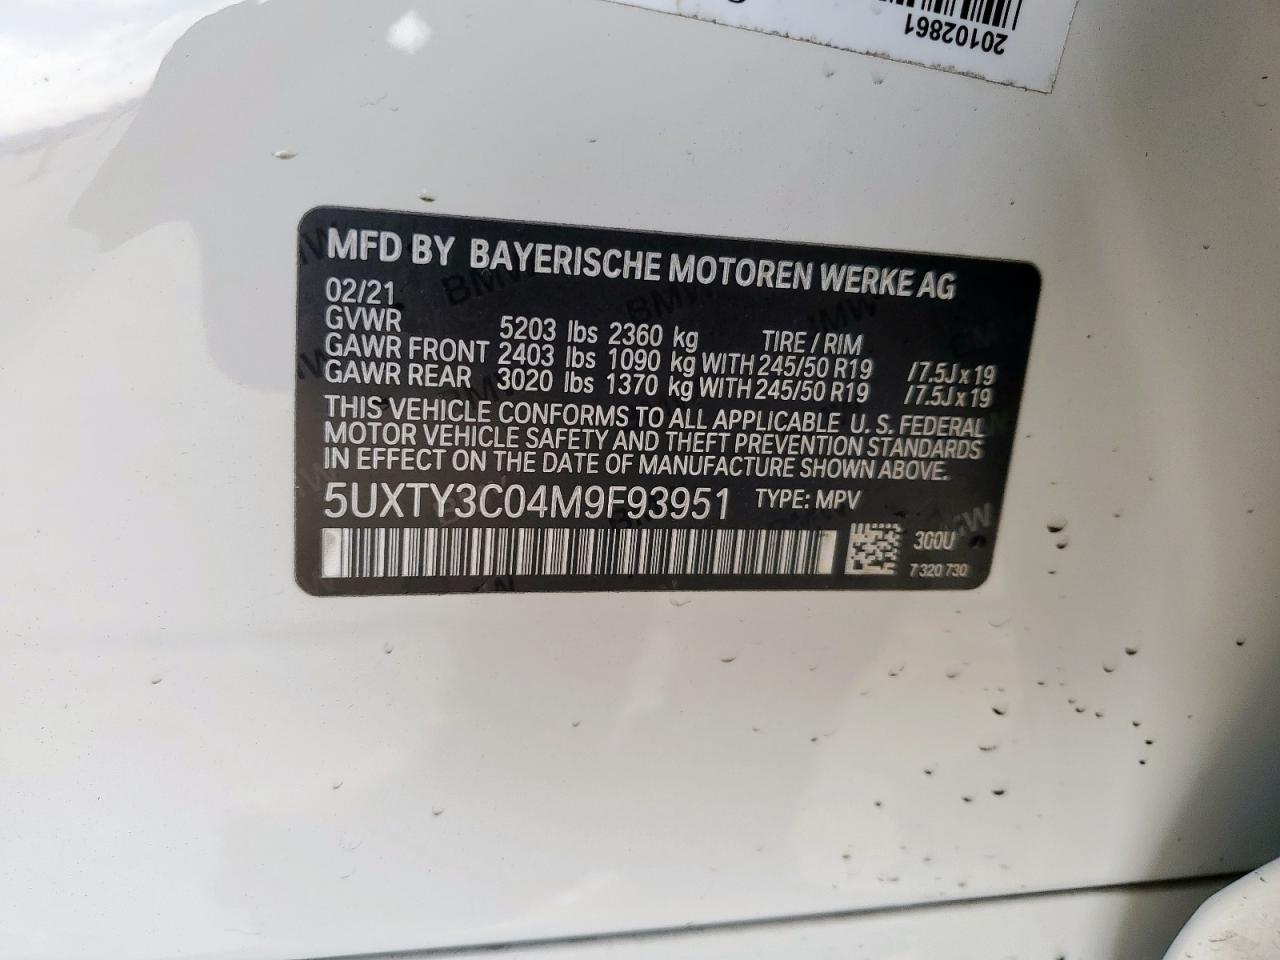 20102861
MFD BY BAYERISCHE MOTOREN WERKE AG
02/21
GVWR 5203 lbs 2360 kg TIRE / RIM
GAWR FRONT 2403 lbs 1090 kg WITH 245/50 R19 /7.5J x 19
GAWR REAR 3020 lbs 1370 kg WITH 245/50 R19 /7.5J x 19
THIS VEHICLE CONFORMS TO ALL APPLICABLE U. S. FEDERAL
MOTOR VEHICLE SAFETY AND THEFT PREVENTION STANDARDS
IN EFFECT ON THE DATE OF MANUFACTURE SHOWN ABOVE.
5UXTY3C04M9F93951 TYPE: MPV
300U
7 320 730